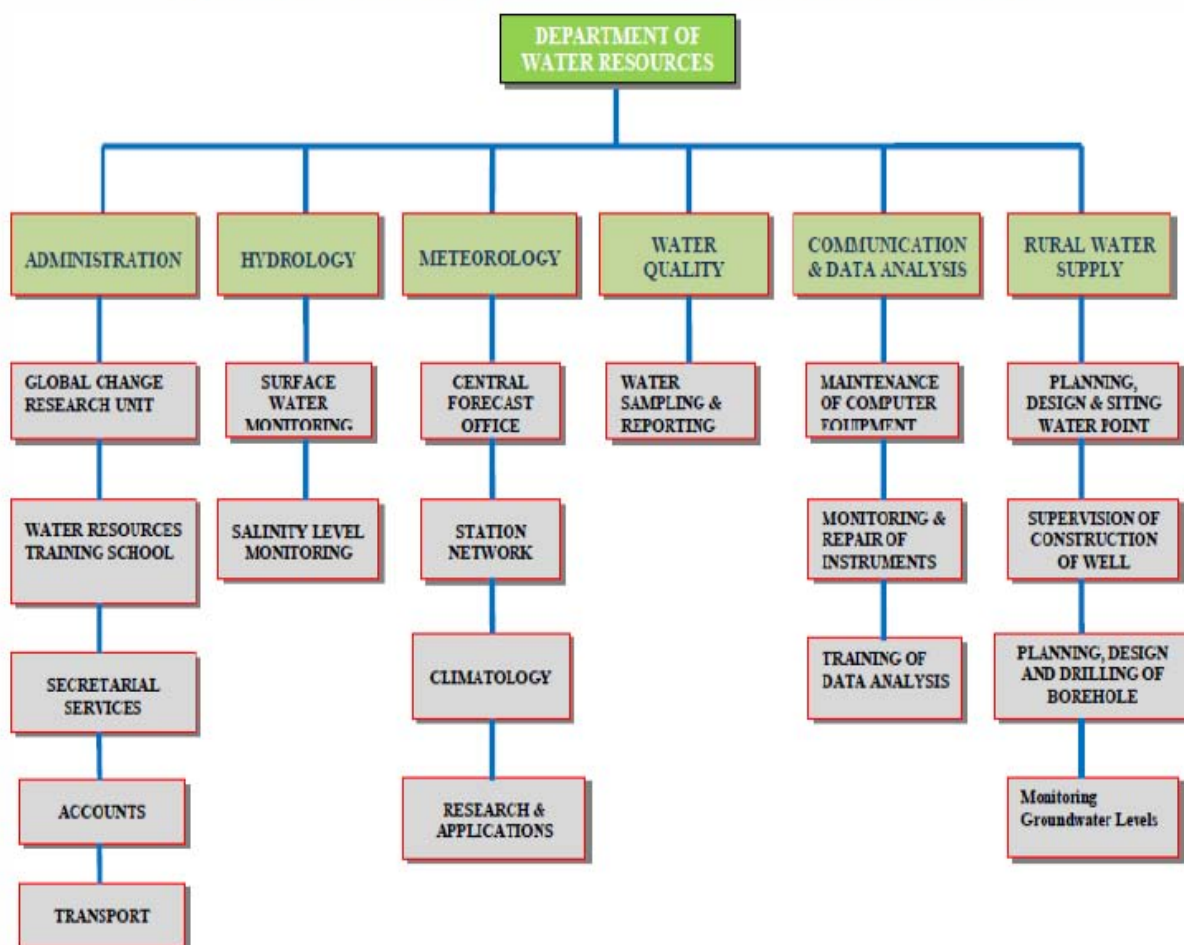 DEPARTMENT OF
WATER RESOURCES
ADMINISTRATION
HYDROLOGY
METEOROLOGY
WATER
QUALITY
COMMUNICATION
& DATA ANALYSIS
RURAL WATER
SUPPLY
GLOBAL CHANGE
RESEARCH UNIT
SURFACE
WATER
MONITORING
CENTRAL
FORECAST
OFFICE
WATER
SAMPLING &
REPORTING
MAINTENANCE
OF COMPUTER
EQUIPMENT
PLANNING,
DESIGN & SITING
WATER POINT
WATER RESOURCES
TRAINING SCHOOL
SALINITY LEVEL
MONITORING
STATION
NETWORK
MONITORING &
REPAIR OF
INSTRUMENTS
SUPERVISION OF
CONSTRUCTION
OF WELL
SECRETARIAL
SERVICES
CLIMATOLOGY
TRAINING OF
DATA ANALYSIS
PLANNING, DESIGN
AND DRILLING OF
BOREHOLE
ACCOUNTS
RESEARCH &
APPLICATIONS
Monitoring
Groundwater Levels
TRANSPORT